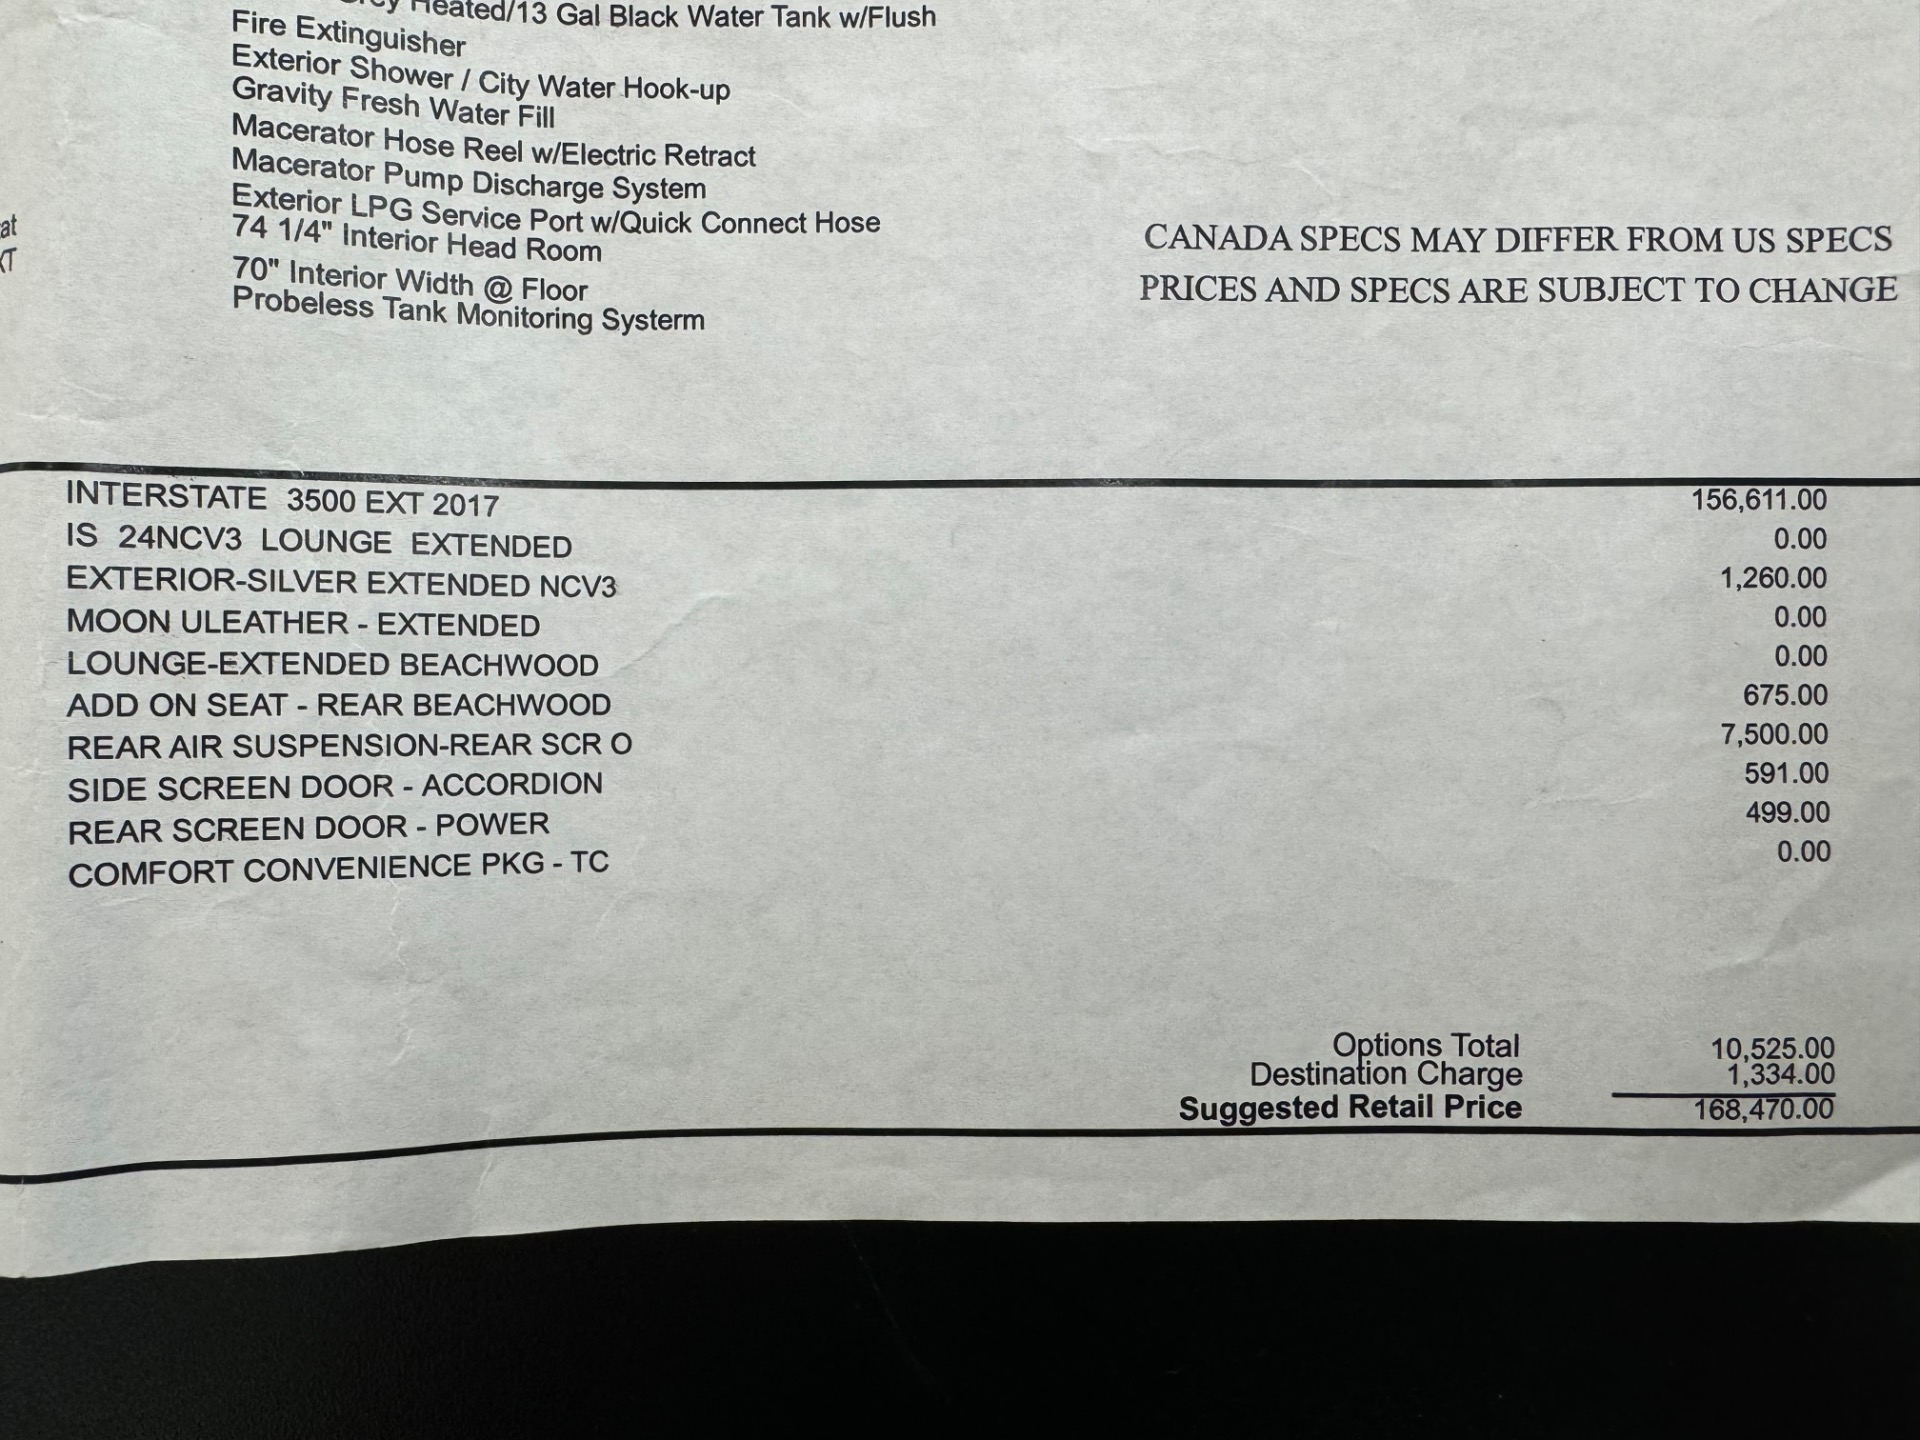 Heated/13 Gal Black Water Tank w/Flush
Fire Extinguisher
Exterior Shower / City Water Hook-up
Gravity Fresh Water Fill
Macerator Hose Reel w/Electric Retract
Macerator Pump Discharge System
Exterior LPG Service Port w/Quick Connect Hose
74 1/4" Interior Head Room
70" Interior Width @ Floor
Probeless Tank Monitoring Systerm
CANADA SPECS MAY DIFFER FROM US SPECS
PRICES AND SPECS ARE SUBJECT TO CHANGE
INTERSTATE 3500 EXT 2017 156,611.00
IS 24NCV3 LOUNGE EXTENDED 0.00
EXTERIOR-SILVER EXTENDED NCV3 1,260.00
MOON ULEATHER - EXTENDED 0.00
LOUNGE-EXTENDED BEACHWOOD 0.00
ADD ON SEAT - REAR BEACHWOOD 675.00
REAR AIR SUSPENSION-REAR SCR O 7,500.00
SIDE SCREEN DOOR - ACCORDION 591.00
REAR SCREEN DOOR - POWER 499.00
COMFORT CONVENIENCE PKG - TC 0.00
Options Total 10,525.00
Destination Charge 1,334.00
Suggested Retail Price 168,470.00